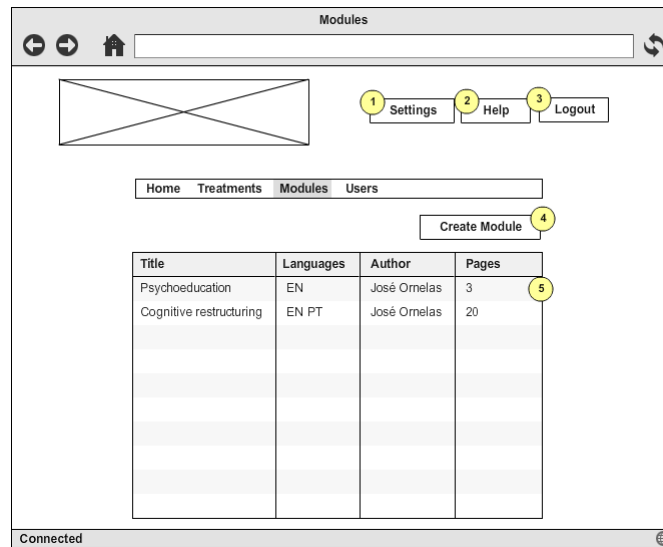 Modules
1 Settings 2 Help 3 Logout
Home Treatments Modules Users
Create Module 4
Title Languages Author Pages
Psychoeducation EN José Ornelas 3 5
Cognitive restructuring EN PT José Ornelas 20
Connected